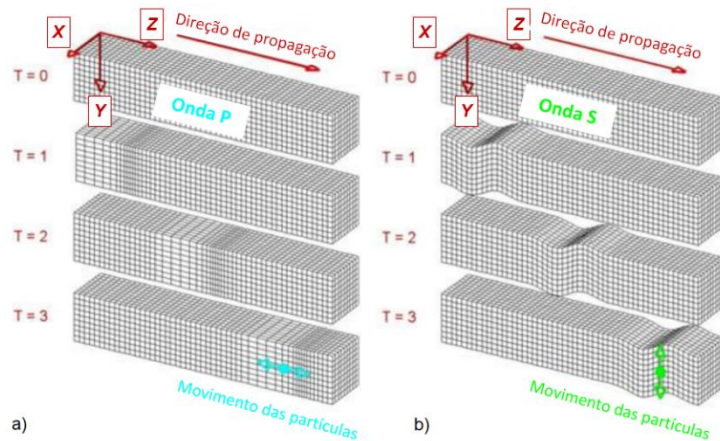 X
Z
Direção de propagação
T = 0
Y
Onda P
T = 1
T = 2
T = 3
Movimento das partículas
a)
X
Z
Direção de propagação
T = 0
Y
Onda S
T = 1
T = 2
T = 3
Movimento das partículas
b)